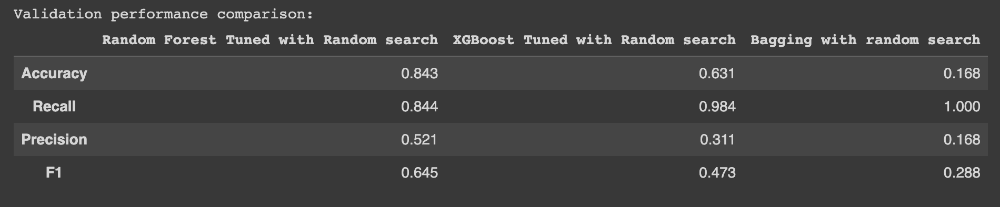 Validation performance comparison:
Random Forest Tuned with Random search XGBoost Tuned with Random search Bagging with random search
Accuracy 0.843 0.631 0.168
Recall 0.844 0.984 1.000
Precision 0.521 0.311 0.168
F1 0.645 0.473 0.288